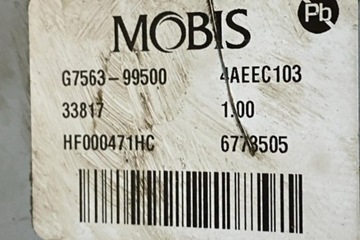 Pb
MOBIS
G7563-99500 4AEEC103
33817 1.00
HF000471HC 6773505